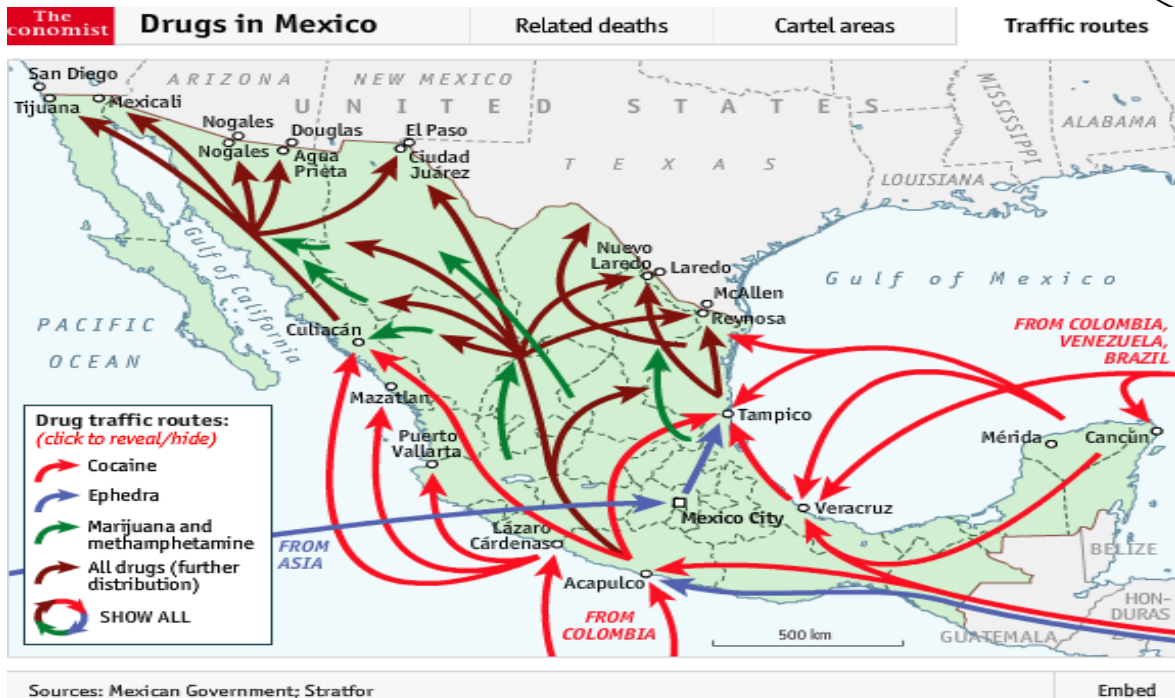 The
conomist
Drugs in Mexico
Related deaths
Cartel areas
Traffic routes
San Diego
Tijuana
Mexicali
ARIZONA
NEW MEXICO
UNITED STATES
MISSISSIPPI
ALABAMA
Nogales
Nogales
Douglas
Agua
Prieta
El Paso
Ciudad
Juárez
TEXAS
LOUISIANA
Gulf of California
Nuevo
Laredo
Laredo
McAllen
Reynosa
Gulf of Mexico
PACIFIC
OCEAN
Culiacán
FROM COLOMBIA,
VENEZUELA,
BRAZIL
Mazatlán
Puerto
Vallarta
Tampico
Mérida
Cancún
Drug traffic routes:
(click to reveal/hide)
Cocaine
Ephedra
Marijuana and
methamphetamine
All drugs (further
distribution)
SHOW ALL
FROM
ASIA
Lázaro
Cárdenas
Mexico City
Veracruz
Acapulco
FROM
COLOMBIA
500 km
BELIZE
HON-
DURAS
GUATEMALA
Sources: Mexican Government; Stratfor
Embed